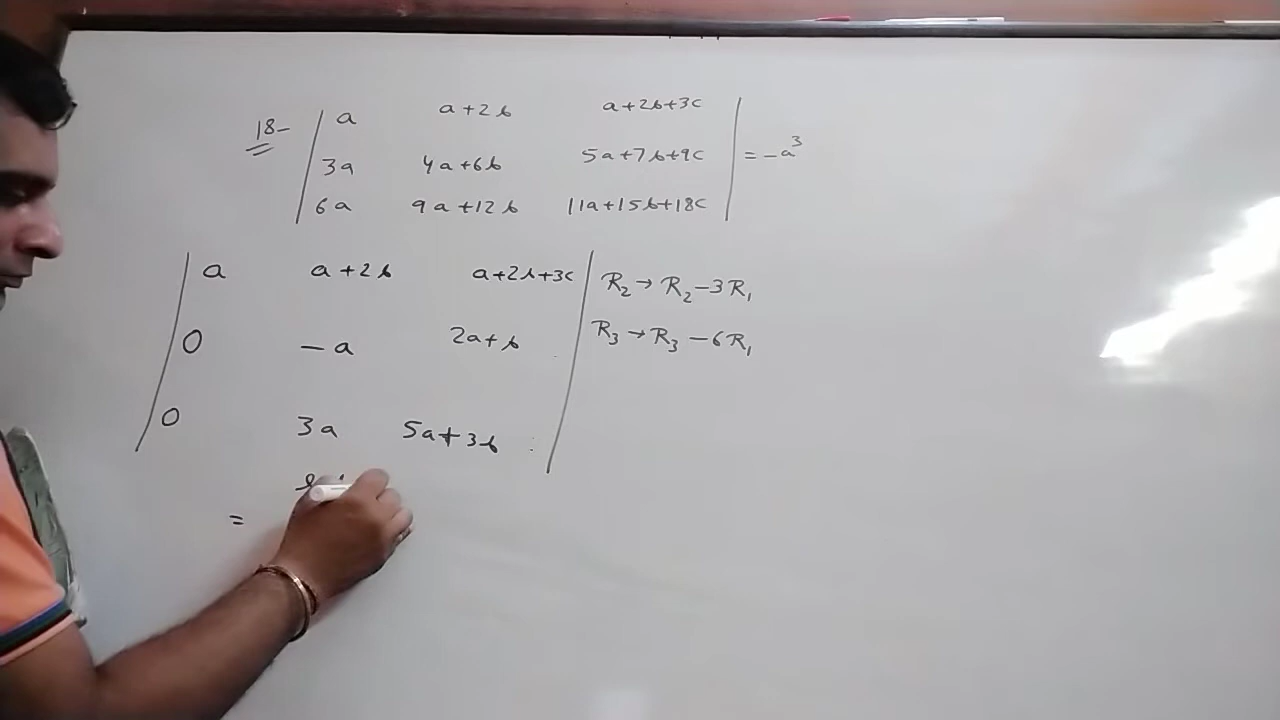 18- | a a+2b a+2b+3c |
| 3a 4a+6b 5a+7b+9c | = -a³
| 6a 9a+12b 11a+15b+18c |
| a a+2b a+2b+3c | R₂→R₂-3R₁
| 0 -a 2a+b | R₃→R₃-6R₁
| 0 3a 5a+3b |
=